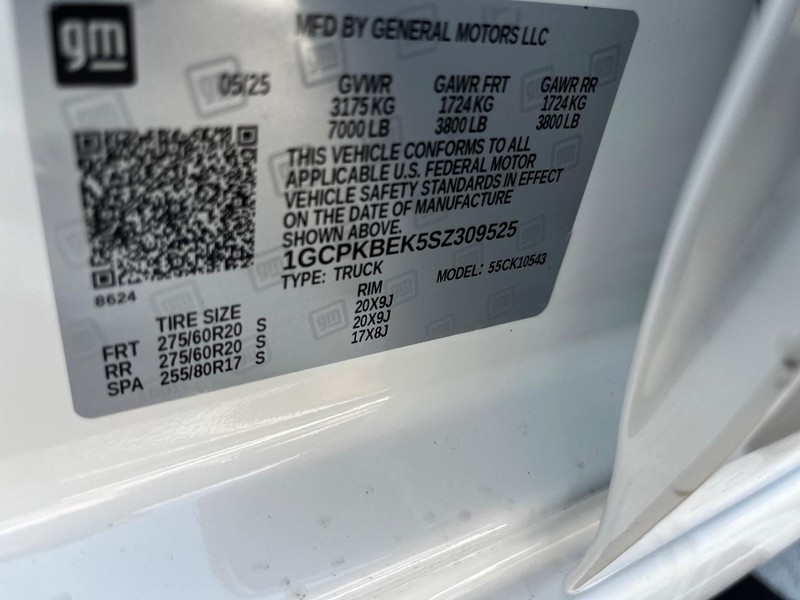 gm
MFD BY GENERAL MOTORS LLC
05/25 GVWR GAWR FRT GAWR RR
3175 KG 1724 KG 1724 KG
7000 LB 3800 LB 3800 LB
THIS VEHICLE CONFORMS TO ALL
APPLICABLE U.S. FEDERAL MOTOR
VEHICLE SAFETY STANDARDS IN EFFECT
ON THE DATE OF MANUFACTURE
SHOWN ABOVE.
1GCPKBEK5SZ309525
TYPE: TRUCK MODEL: 55CK10543
8624
TIRE SIZE RIM
FRT 275/60R20 S 20X9J
RR 275/60R20 S 20X9J
SPA 255/80R17 S 17X8J